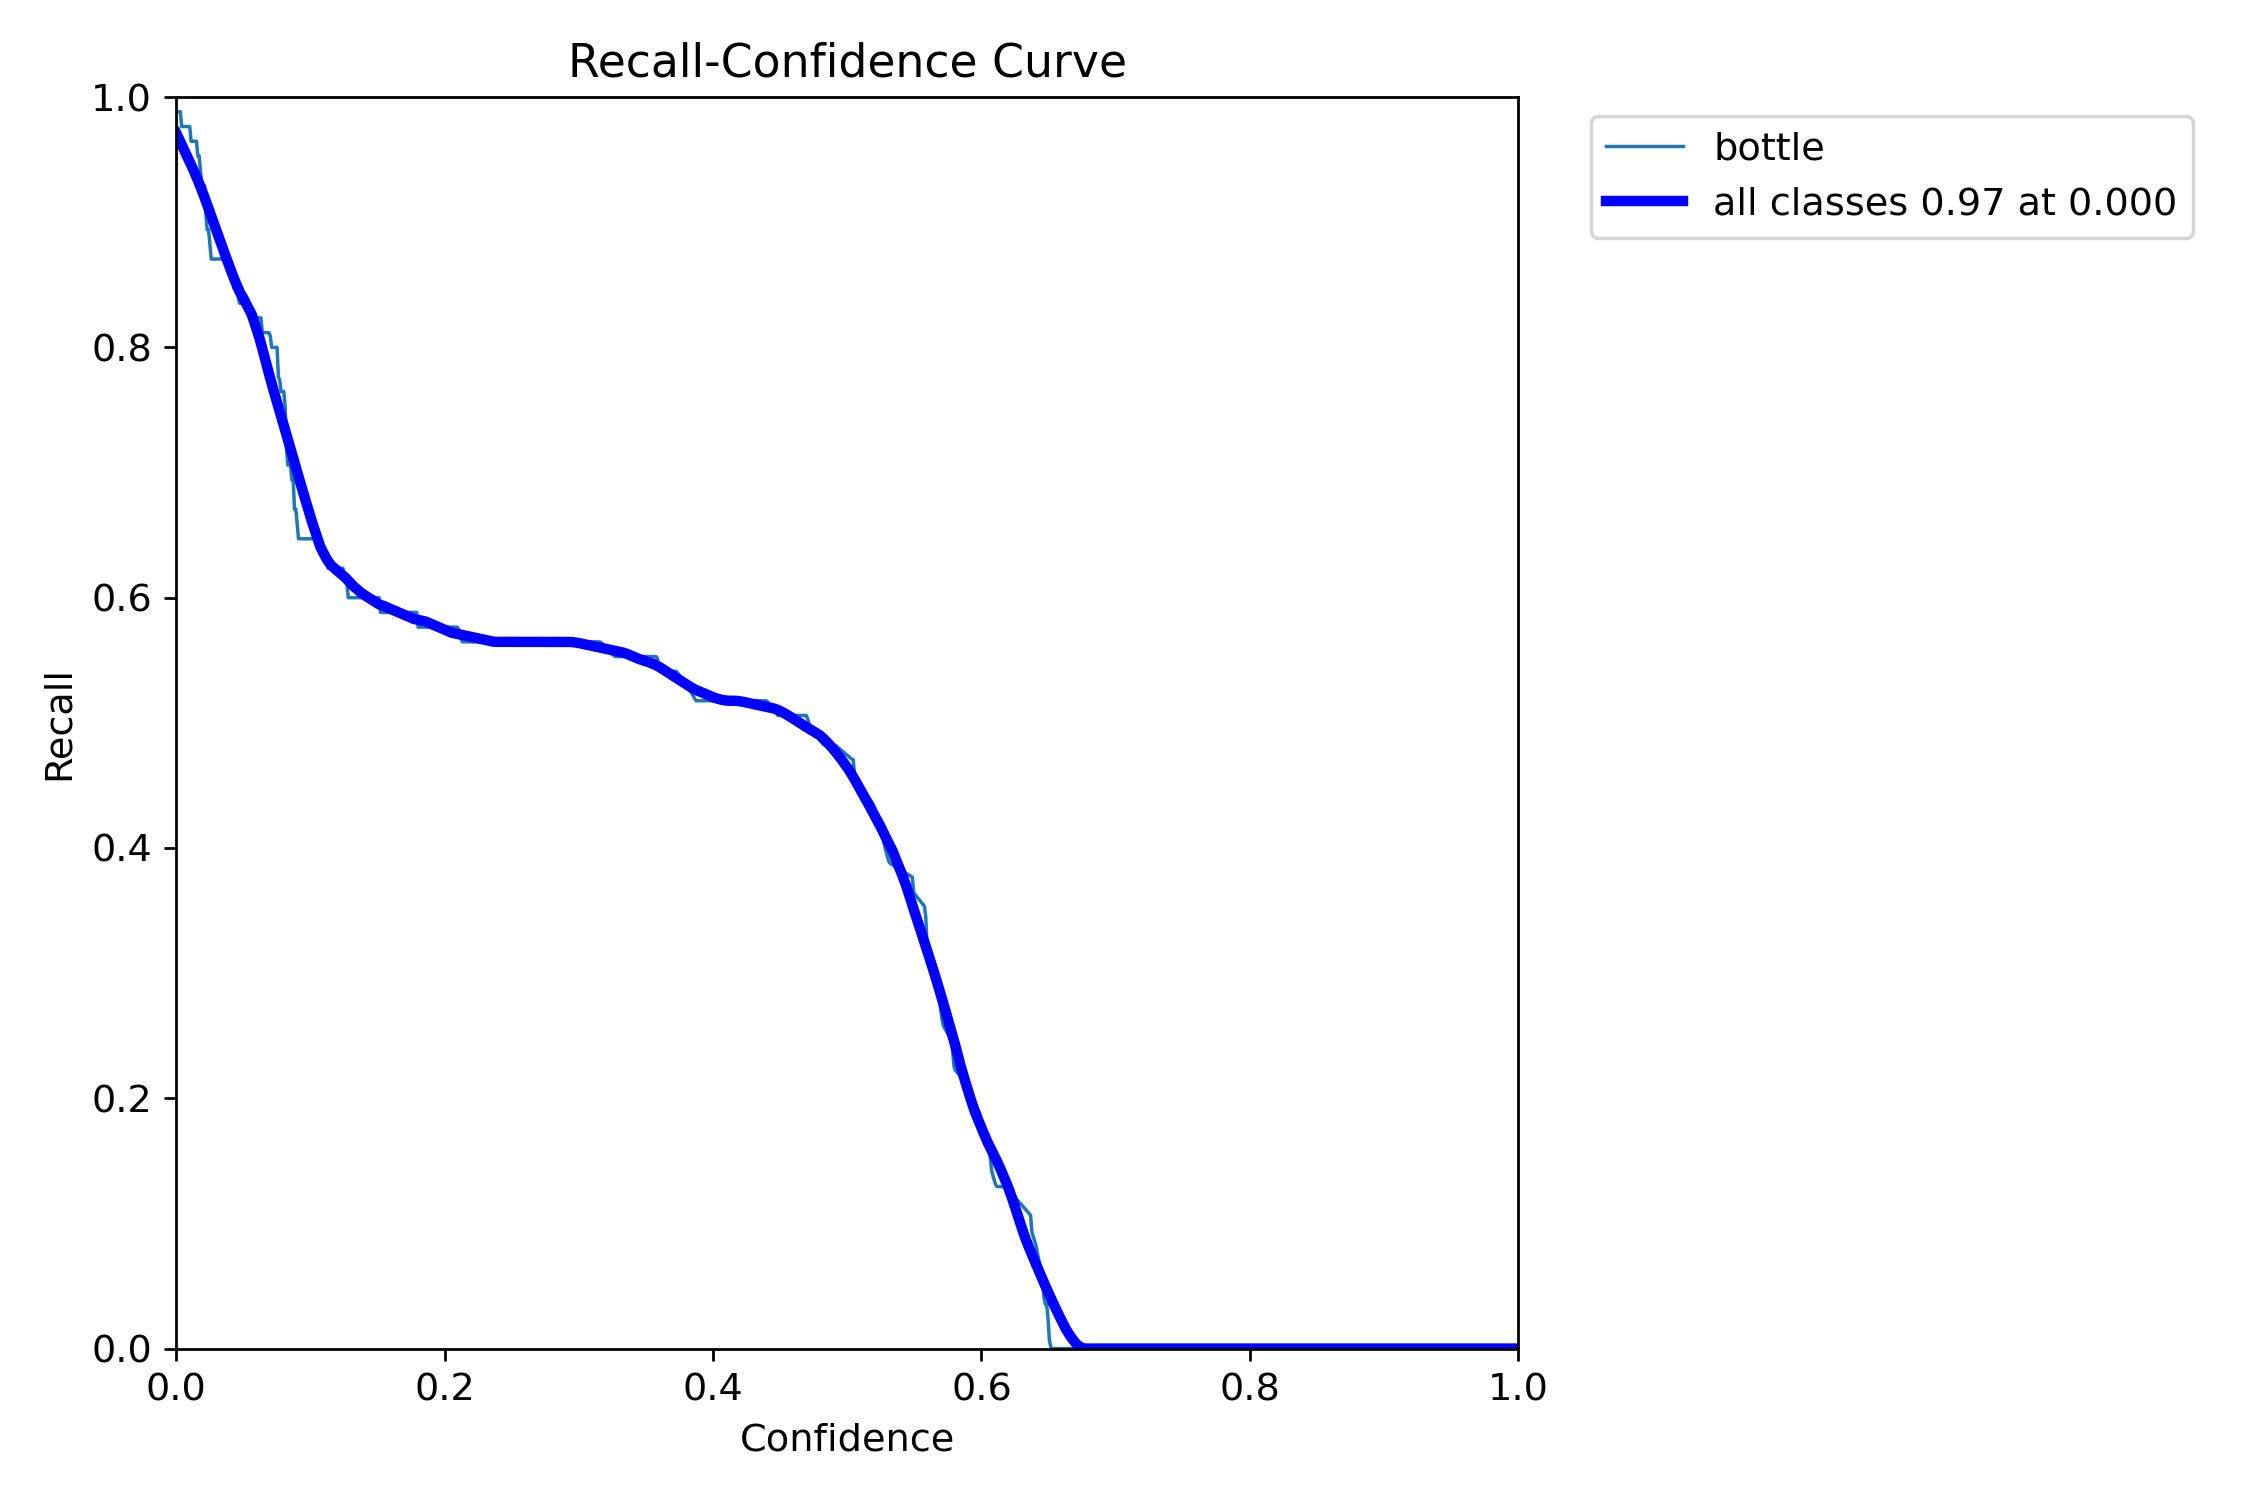 Recall-Confidence Curve
1.0
0.8
0.6
0.4
0.2
0.0
Recall
0.0 0.2 0.4 0.6 0.8 1.0
Confidence
bottle
all classes 0.97 at 0.000